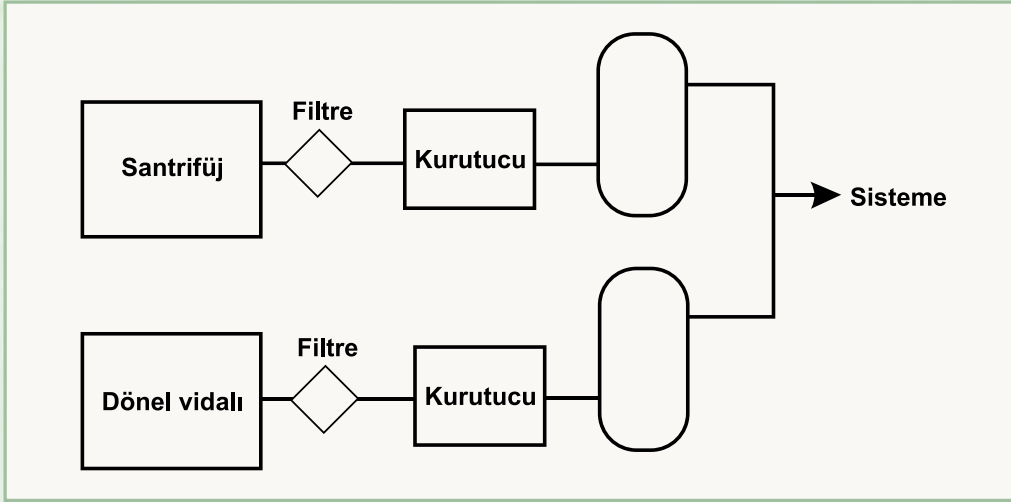 Filtre
Santrifüj
Kurutucu
Sisteme
Filtre
Dönel vidalı
Kurutucu